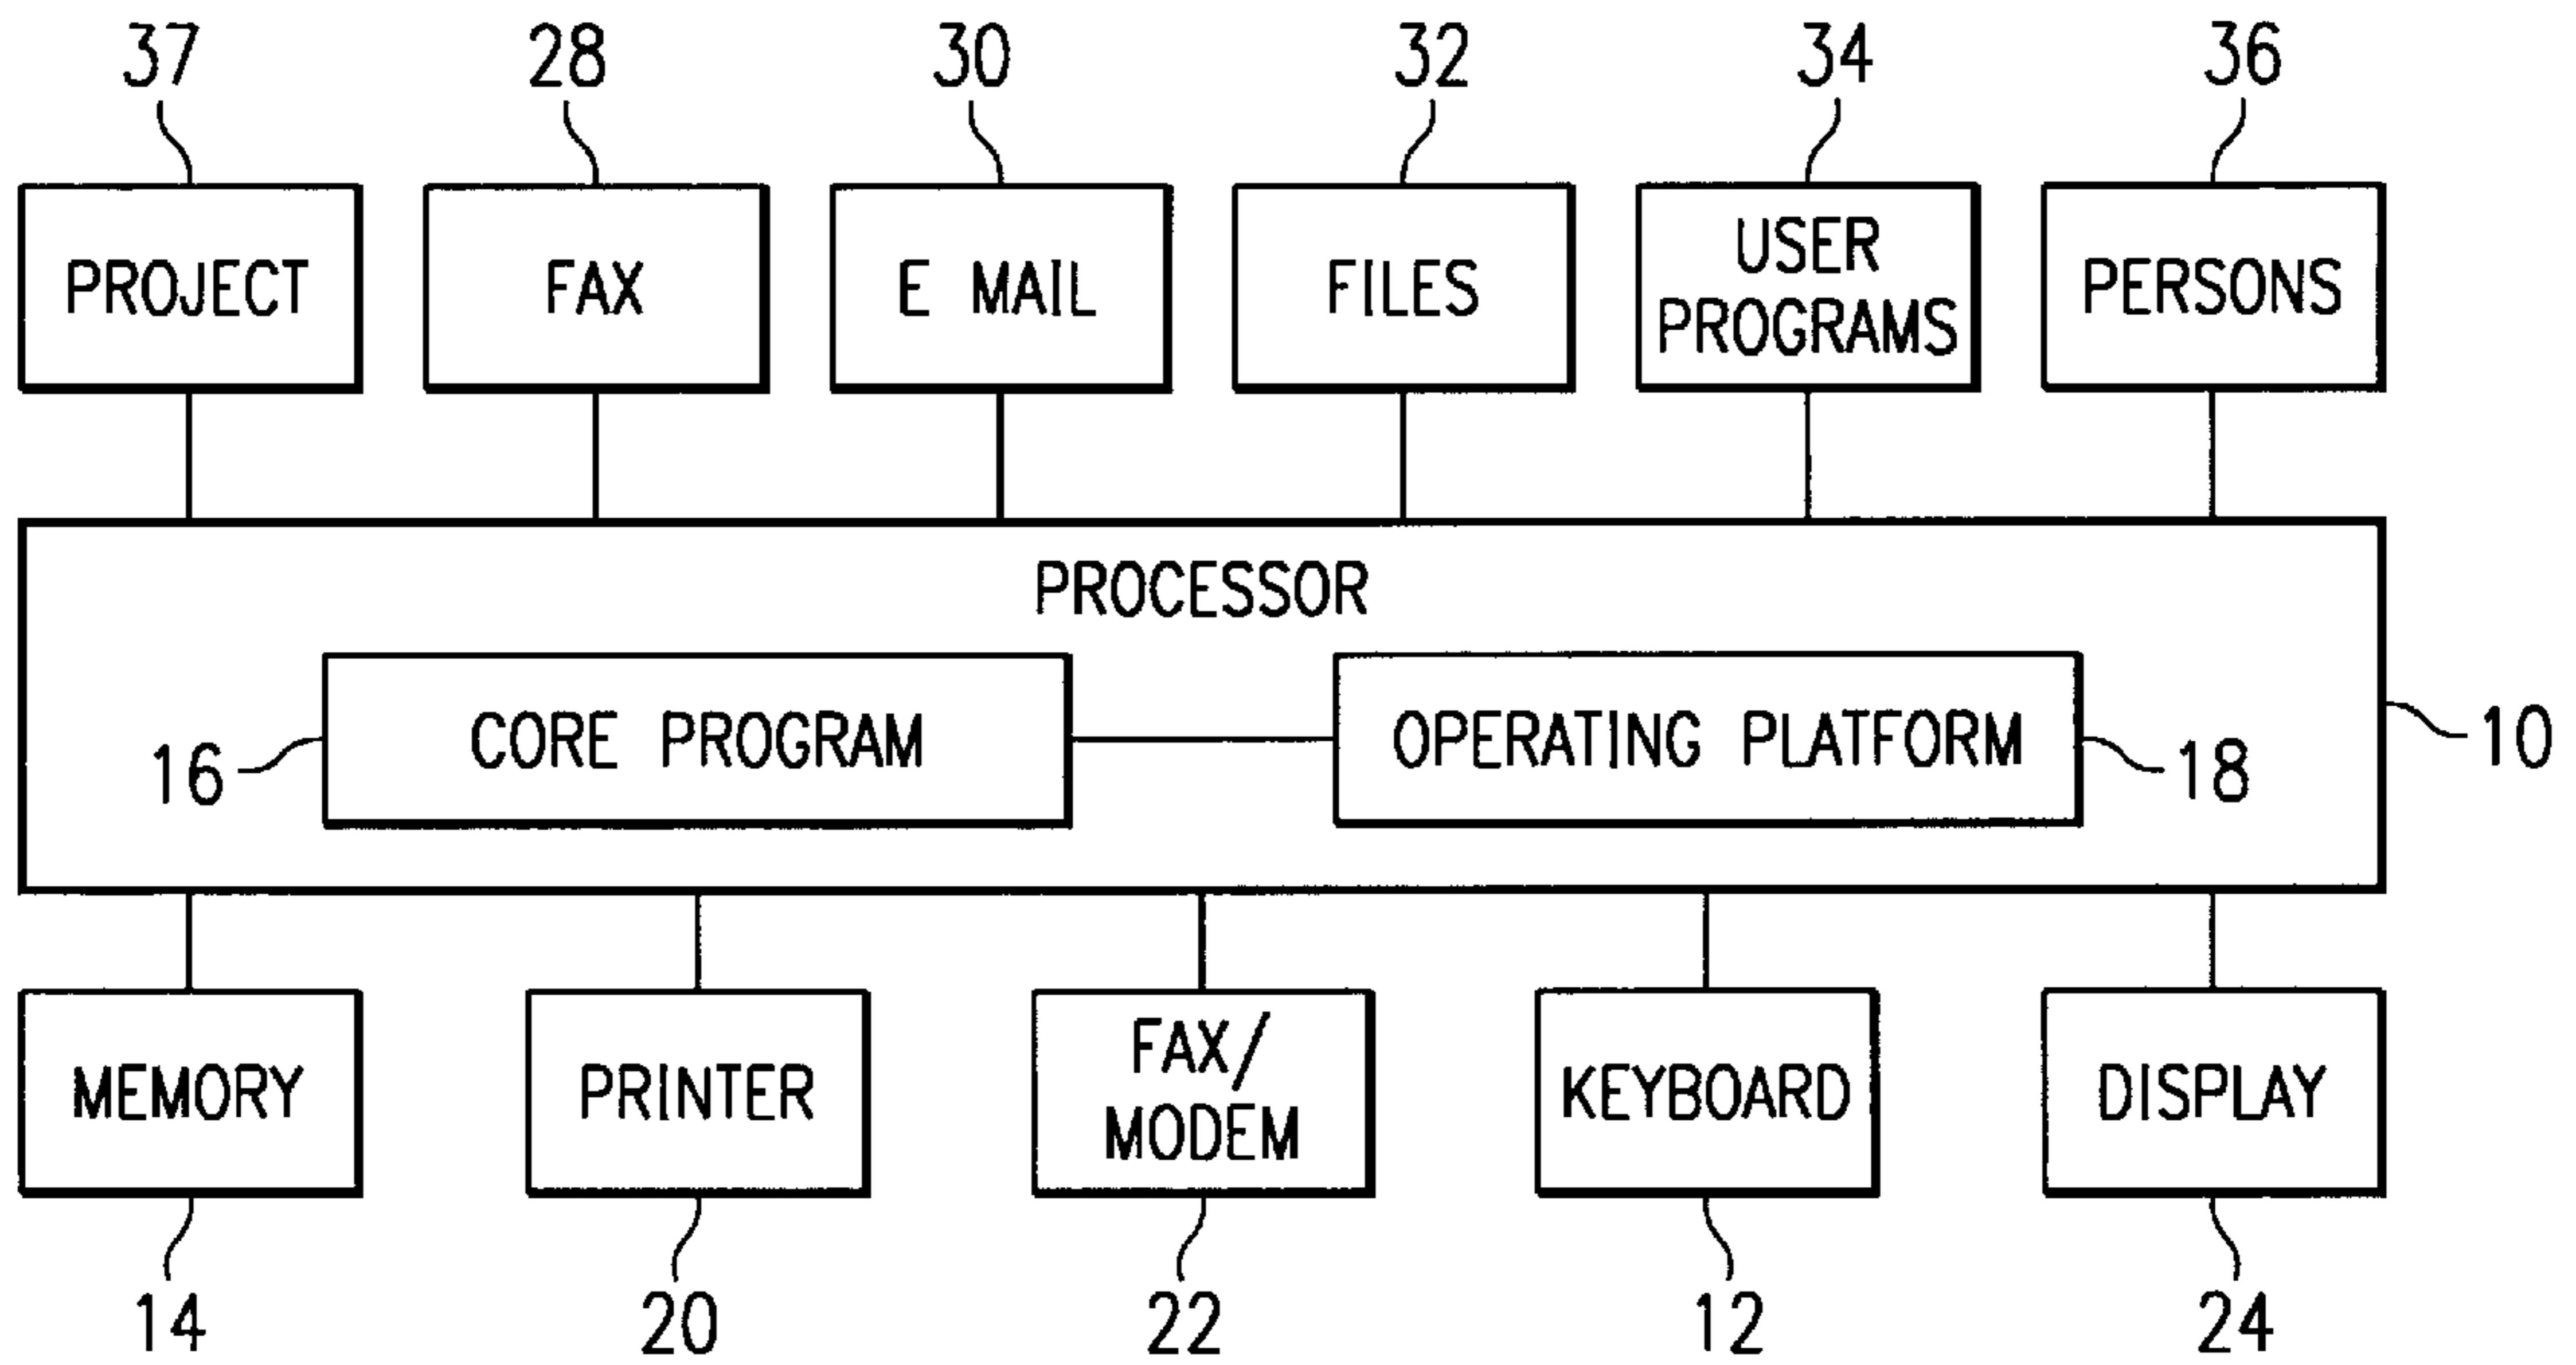 37 28 30 32 34 36
PROJECT FAX E MAIL FILES USER PROGRAMS PERSONS
PROCESSOR
CORE PROGRAM OPERATING PLATFORM
16 18 10
MEMORY PRINTER FAX/ MODEM KEYBOARD DISPLAY
14 20 22 12 24